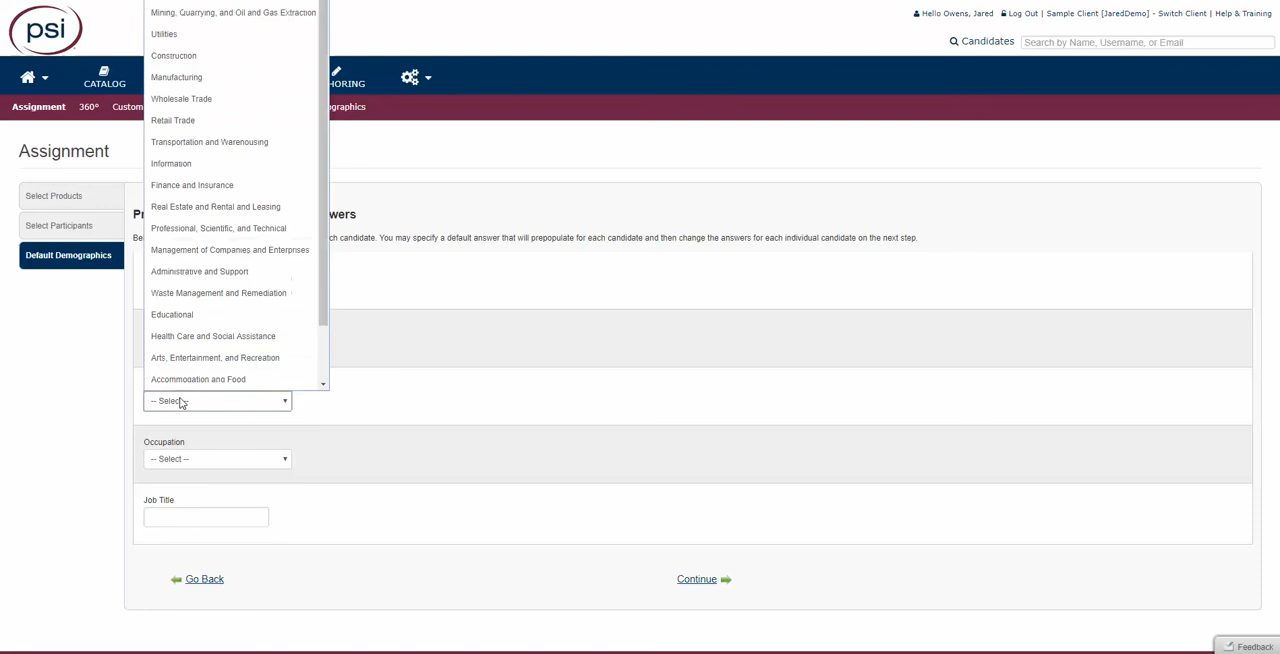 psi
Hello Owens, Jared Log Out | Sample Client [JaredDemo] - Switch Client | Help & Training
Candidates Search by Name, Username, or Email
CATALOG
HORING
Assignment 360º Custom ographics
Assignment
Select Products
Select Participants
Default Demographics
Mining, Quarrying, and Oil and Gas Extraction
Utilities
Construction
Manufacturing
Wholesale Trade
Retail Trade
Transportation and Warehousing
Information
Finance and Insurance
Real Estate and Rental and Leasing
Professional, Scientific, and Technical
Management of Companies and Enterprises
Administrative and Support
Waste Management and Remediation
Educational
Health Care and Social Assistance
Arts, Entertainment, and Recreation
Accommodation and Food
Pr wers
Be ch candidate. You may specify a default answer that will prepopulate for each candidate and then change the answers for each individual candidate on the next step.
-- Select --
Occupation
-- Select --
Job Title
Go Back Continue
Feedback